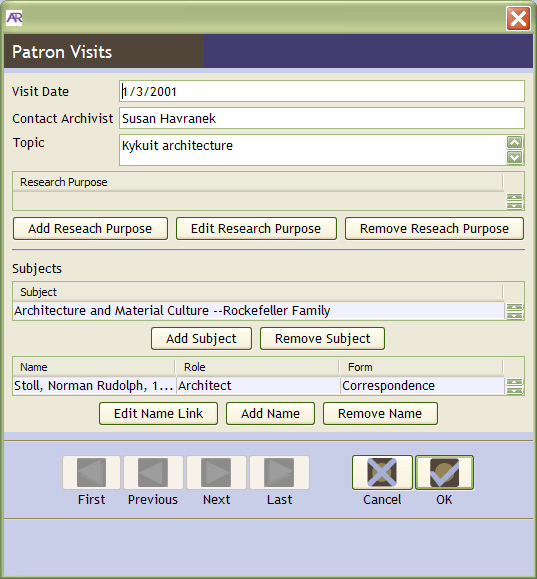 AR
Patron Visits
Visit Date 1/3/2001
Contact Archivist Susan Havranek
Topic Kykuit architecture
Research Purpose
Add Reseach Purpose Edit Research Purpose Remove Reseach Purpose
Subjects
Subject
Architecture and Material Culture --Rockefeller Family
Add Subject Remove Subject
Name Role Form
Stoll, Norman Rudolph, 1... Architect Correspondence
Edit Name Link Add Name Remove Name
First Previous Next Last Cancel OK